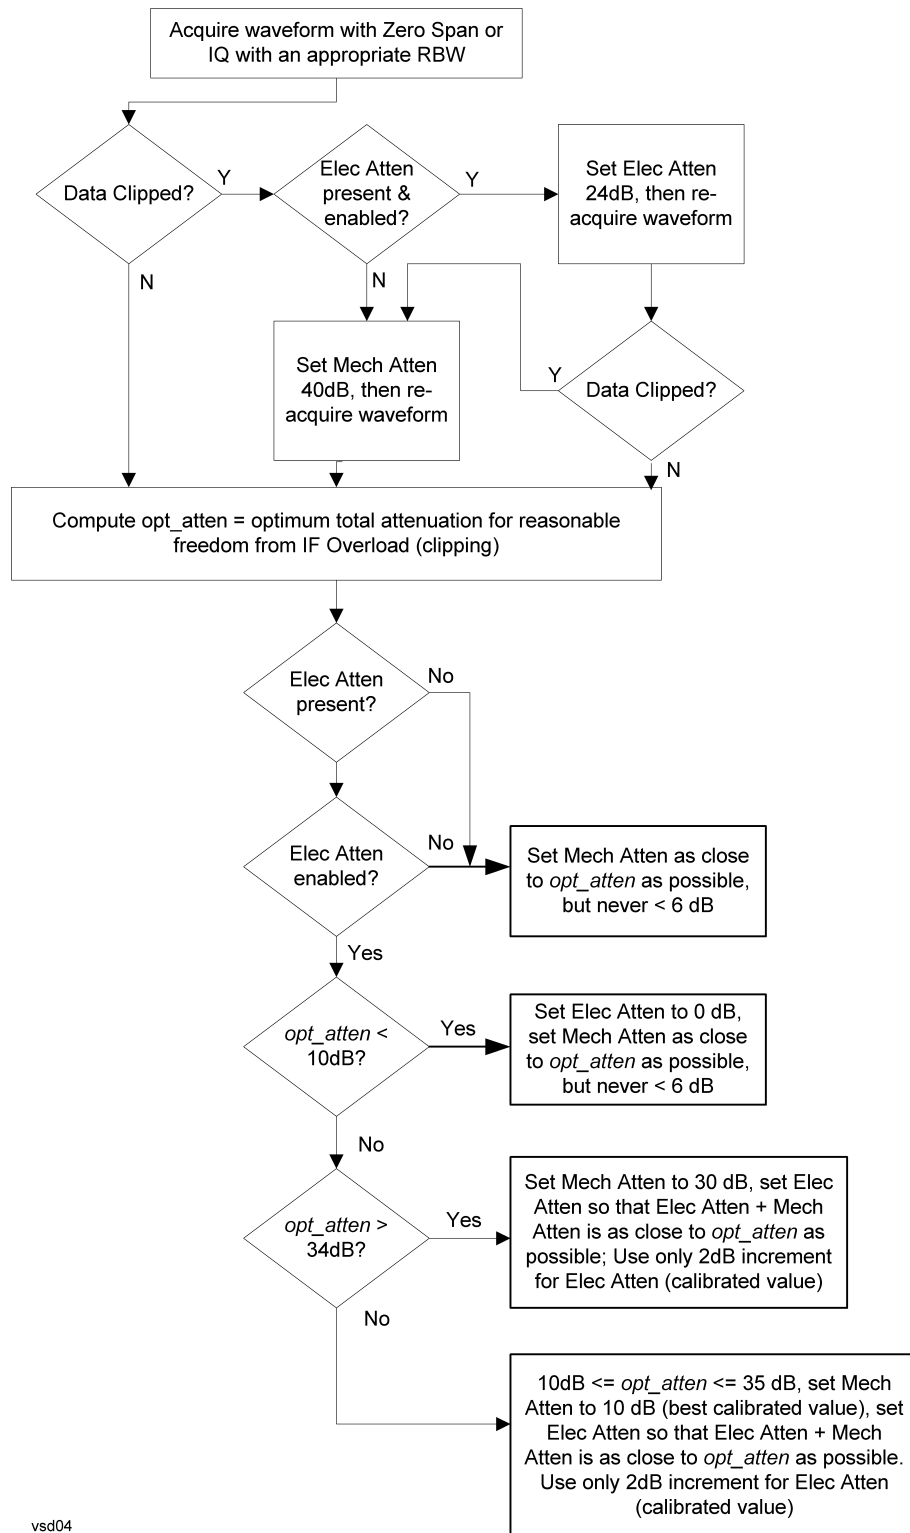 Acquire waveform with Zero Span or
IQ with an appropriate RBW
Data Clipped?
Y
N
Elec Atten
present &
enabled?
Y
N
Set Elec Atten
24dB, then re-
acquire waveform
Set Mech Atten
40dB, then re-
acquire waveform
Y
Data Clipped?
N
Compute opt_atten = optimum total attenuation for reasonable
freedom from IF Overload (clipping)
Elec Atten
present?
No
Elec Atten
enabled?
No
Set Mech Atten as close
to opt_atten as possible,
but never < 6 dB
Yes
opt_atten <
10dB?
Yes
Set Elec Atten to 0 dB,
set Mech Atten as close
to opt_atten as possible,
but never < 6 dB
No
opt_atten >
34dB?
Yes
Set Mech Atten to 30 dB, set Elec
Atten so that Elec Atten + Mech
Atten is as close to opt_atten as
possible; Use only 2dB increment
for Elec Atten (calibrated value)
No
10dB <= opt_atten <= 35 dB, set Mech
Atten to 10 dB (best calibrated value), set
Elec Atten so that Elec Atten + Mech
Atten is as close to opt_atten as possible.
Use only 2dB increment for Elec Atten
(calibrated value)
vsd04